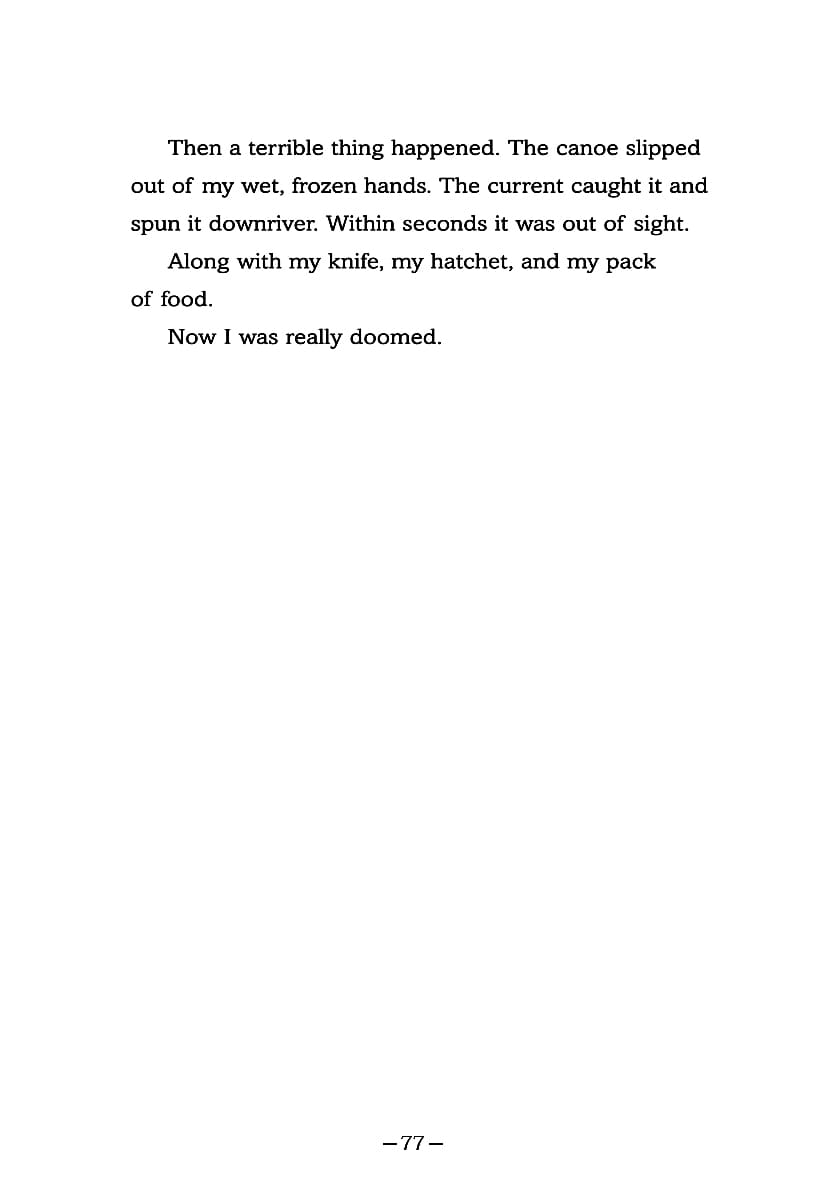 Then a terrible thing happened. The canoe slipped
out of my wet, frozen hands. The current caught it and
spun it downriver. Within seconds it was out of sight.
Along with my knife, my hatchet, and my pack
of food.
Now I was really doomed.
—77—